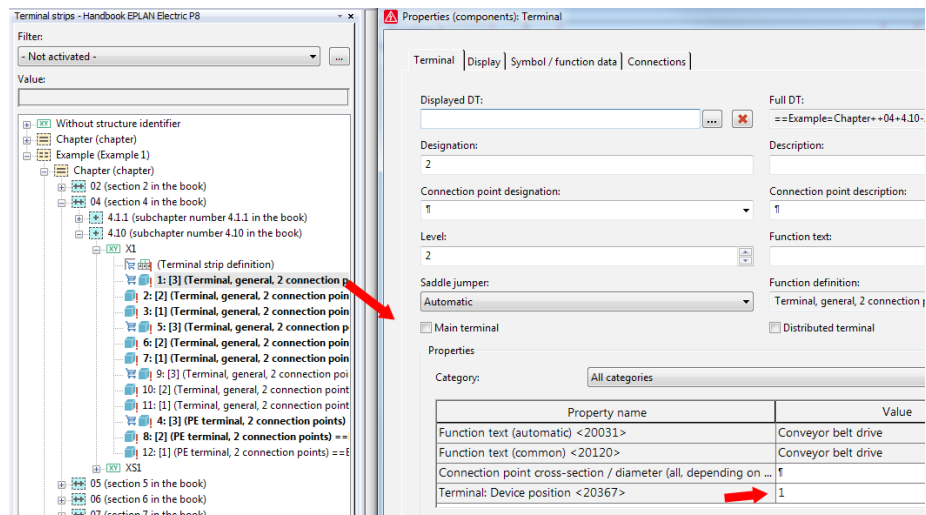 Terminal strips - Handbook EPLAN Electric P8
Filter:
- Not activated -
...
Value:
Without structure identifier
Chapter (chapter)
Example (Example 1)
Chapter (chapter)
02 (section 2 in the book)
04 (section 4 in the book)
4.1.1 (subchapter number 4.1.1 in the book)
4.10 (subchapter number 4.10 in the book)
XY X1
(Terminal strip definition)
1: [3] (Terminal, general, 2 connection p
2: [2] (Terminal, general, 2 connection poin
3: [1] (Terminal, general, 2 connection poin
5: [3] (Terminal, general, 2 connection p
6: [2] (Terminal, general, 2 connection poin
7: [1] (Terminal, general, 2 connection poin
9: [3] (Terminal, general, 2 connection poi
10: [2] (Terminal, general, 2 connection point
11: [1] (Terminal, general, 2 connection point
4: [3] (PE terminal, 2 connection points)
8: [2] (PE terminal, 2 connection points) ==
12: [1] (PE terminal, 2 connection points) ==E
XY XS1
05 (section 5 in the book)
06 (section 6 in the book)
07 (section 7 in the book)
Properties (components): Terminal
Terminal Display Symbol / function data Connections
Displayed DT:
Full DT:
...
==Example=Chapter++04+4.10-
Designation:
Description:
2
Connection point designation:
Connection point description:
¶
¶
Level:
Function text:
2
Saddle jumper:
Function definition:
Automatic
Terminal, general, 2 connection p
Main terminal
Distributed terminal
Properties
Category:
All categories
Property name
Value
Function text (automatic) <20031>
Conveyor belt drive
Function text (common) <20120>
Conveyor belt drive
Connection point cross-section / diameter (all, depending on ...
¶
Terminal: Device position <20367>
1